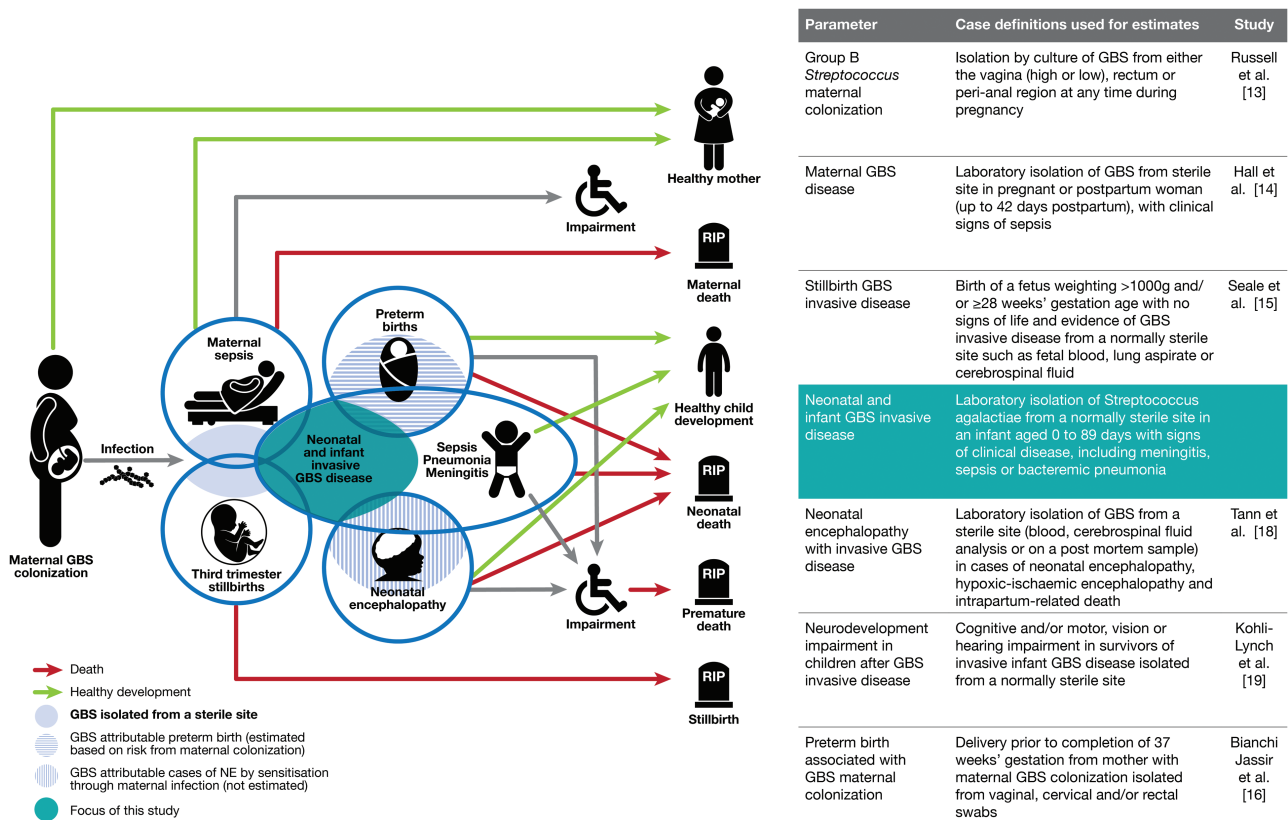 RIP
Healthy mother
Impairment
RIP
Maternal
death
Preterm
births
Maternal
sepsis
Healthy child
development
Neonatal
and infant
invasive
GBS disease
Sepsis
Pneumonia
Meningitis
Infection
RIP
Neonatal
death
Maternal GBS
colonization
Third trimester
stillbirths
Neonatal
encephalopathy
Impairment
RIP
Premature
death
RIP
Stillbirth
Death
Healthy development
GBS isolated from a sterile site
GBS attributable preterm birth (estimated
based on risk from maternal colonization)
GBS attributable cases of NE by sensitisation
through maternal infection (not estimated)
Focus of this study
Parameter Case definitions used for estimates Study
Group B
Streptococcus
maternal
colonization
Isolation by culture of GBS from either
the vagina (high or low), rectum or
peri-anal region at any time during
pregnancy
Russell
et al.
[13]
Maternal GBS
disease
Laboratory isolation of GBS from sterile
site in pregnant or postpartum woman
(up to 42 days postpartum), with clinical
signs of sepsis
Hall et
al. [14]
Stillbirth GBS
invasive disease
Birth of a fetus weighting >1000g and/
or ≥28 weeks' gestation age with no
signs of life and evidence of GBS
invasive disease from a normally sterile
site such as fetal blood, lung aspirate or
cerebrospinal fluid
Seale et
al. [15]
Neonatal and
infant GBS invasive
disease
Laboratory isolation of Streptococcus
agalactiae from a normally sterile site in
an infant aged 0 to 89 days with signs
of clinical disease, including meningitis,
sepsis or bacteremic pneumonia
Neonatal
encephalopathy
with invasive GBS
disease
Laboratory isolation of GBS from a
sterile site (blood, cerebrospinal fluid
analysis or on a post mortem sample)
in cases of neonatal encephalopathy,
hypoxic-ischaemic encephalopathy and
intrapartum-related death
Tann et
al. [18]
Neurodevelopment
impairment in
children after GBS
invasive disease
Cognitive and/or motor, vision or
hearing impairment in survivors of
invasive infant GBS disease isolated
from a normally sterile site
Kohli-
Lynch
et al.
[19]
Preterm birth
associated with
GBS maternal
colonization
Delivery prior to completion of 37
weeks' gestation from mother with
maternal GBS colonization isolated
from vaginal, cervical and/or rectal
swabs
Bianchi
Jassir
et al.
[16]